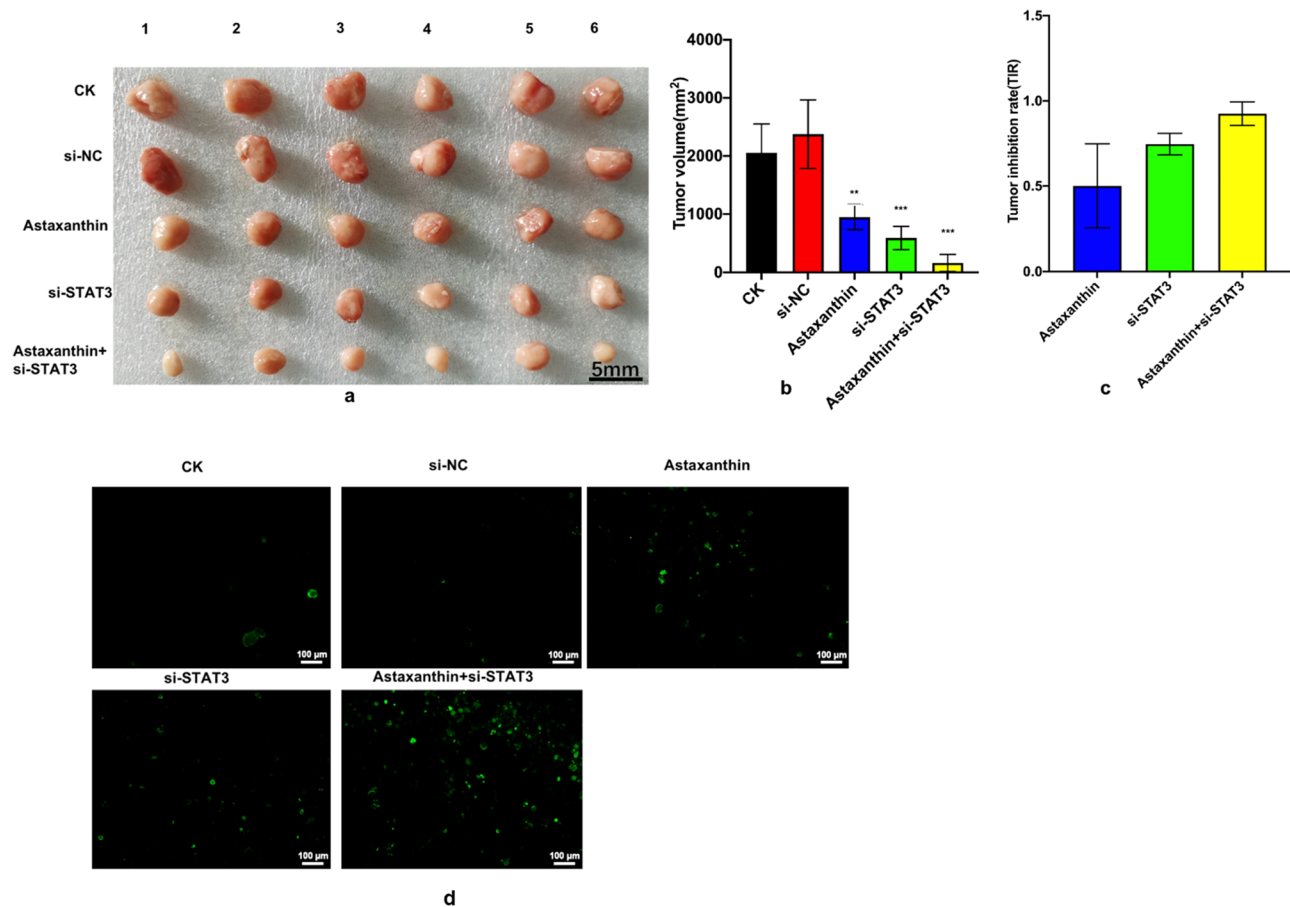 1 2 3 4 5 6
CK
si-NC
Astaxanthin
si-STAT3
Astaxanthin+
si-STAT3
5mm
a
Tumor volume(mm2)
4000
3000
2000
1000
0
**
***
***
CK
si-NC
Astaxanthin
si-STAT3
Astaxanthin+si-STAT3
b
Tumor inhibition rate(TIR)
1.5
1.0
0.5
0.0
Astaxanthin
si-STAT3
Astaxanthin+si-STAT3
c
CK
si-NC
Astaxanthin
100 μm
100 μm
100 μm
si-STAT3
Astaxanthin+si-STAT3
100 μm
100 μm
d